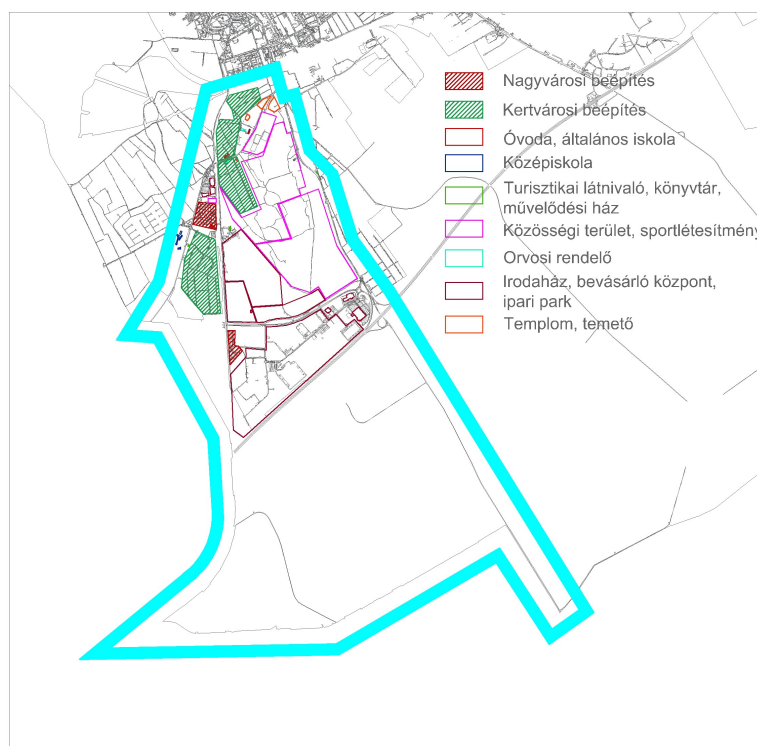 Nagyvárosi beépítés
Kertvárosi beépítés
Óvoda, általános iskola
Középiskola
Turisztikai látnivaló, könyvtár,
művelődési ház
Közösségi terület, sportlétesítmény
Orvosi rendelő
Irodaház, bevásárló központ,
ipari park
Templom, temető